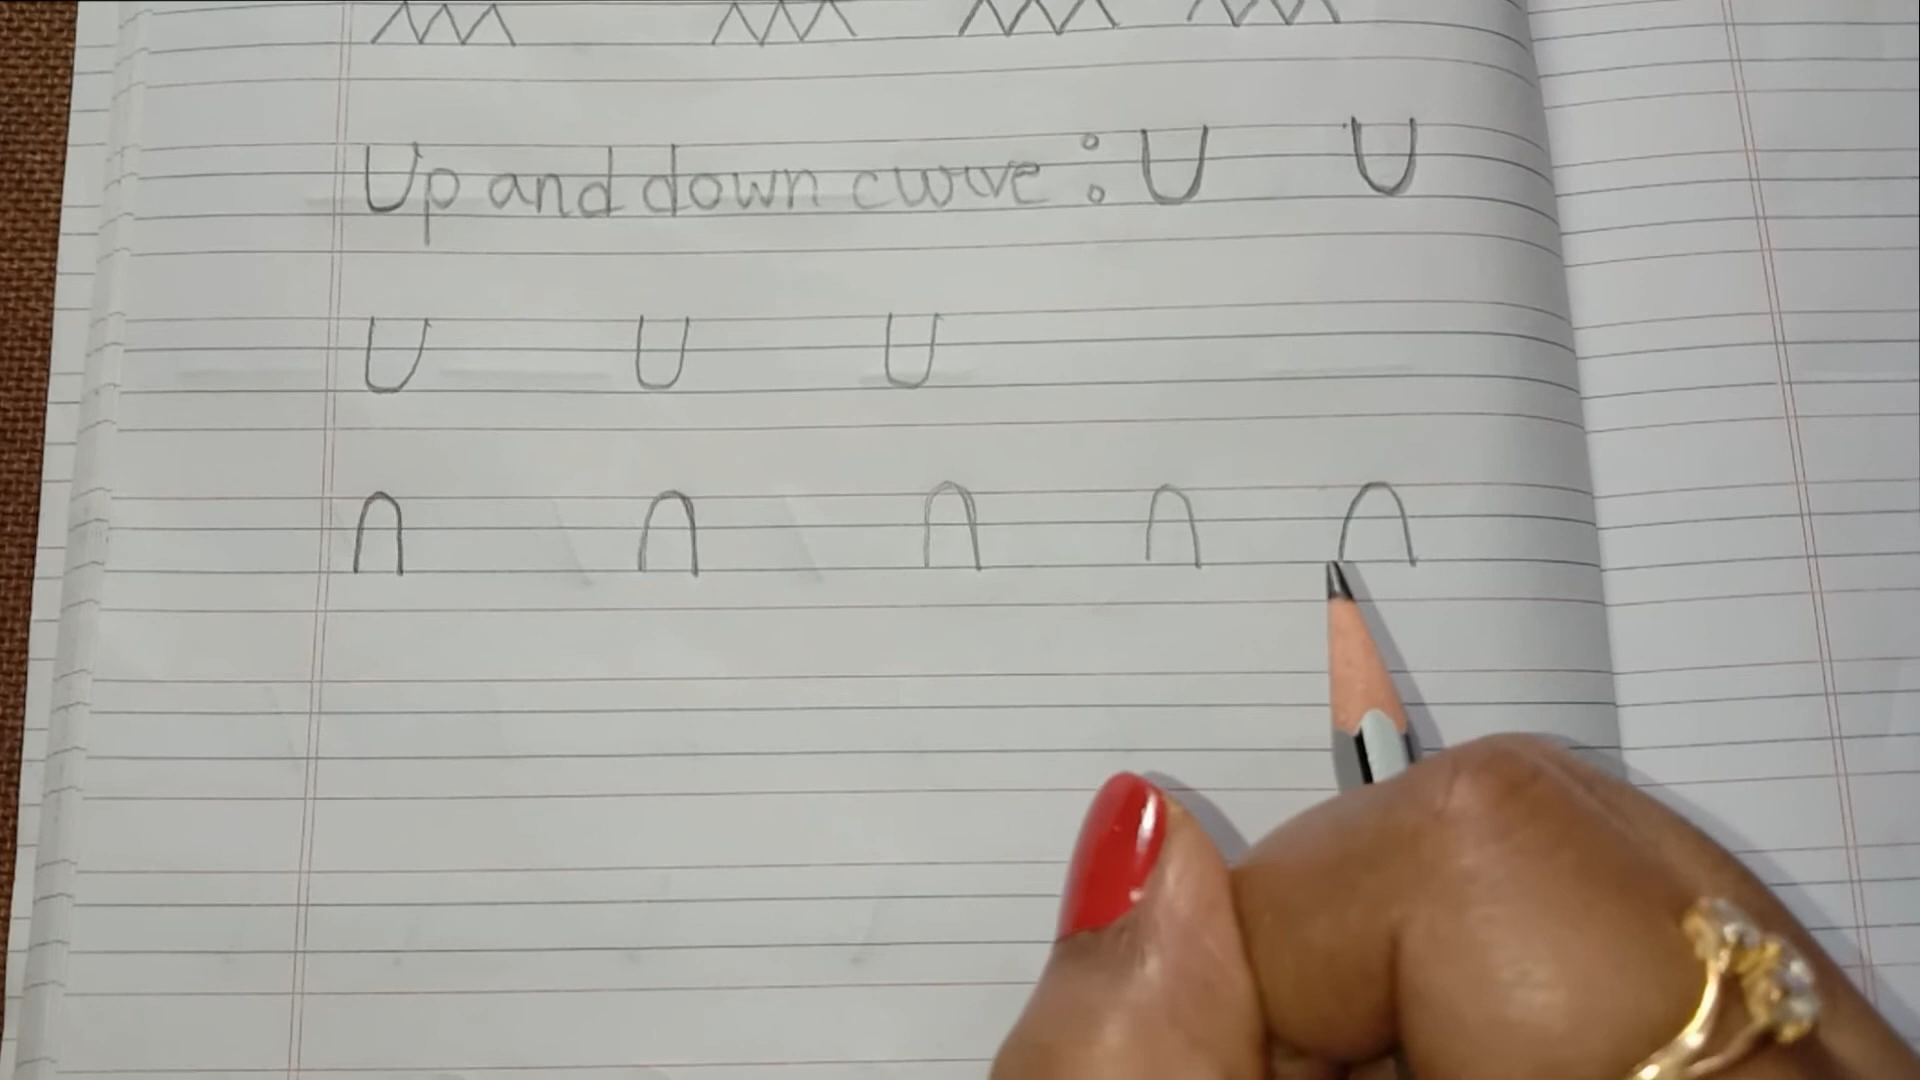 Up and down curve : U U
U U U
∩ ∩ ∩ ∩ ∩